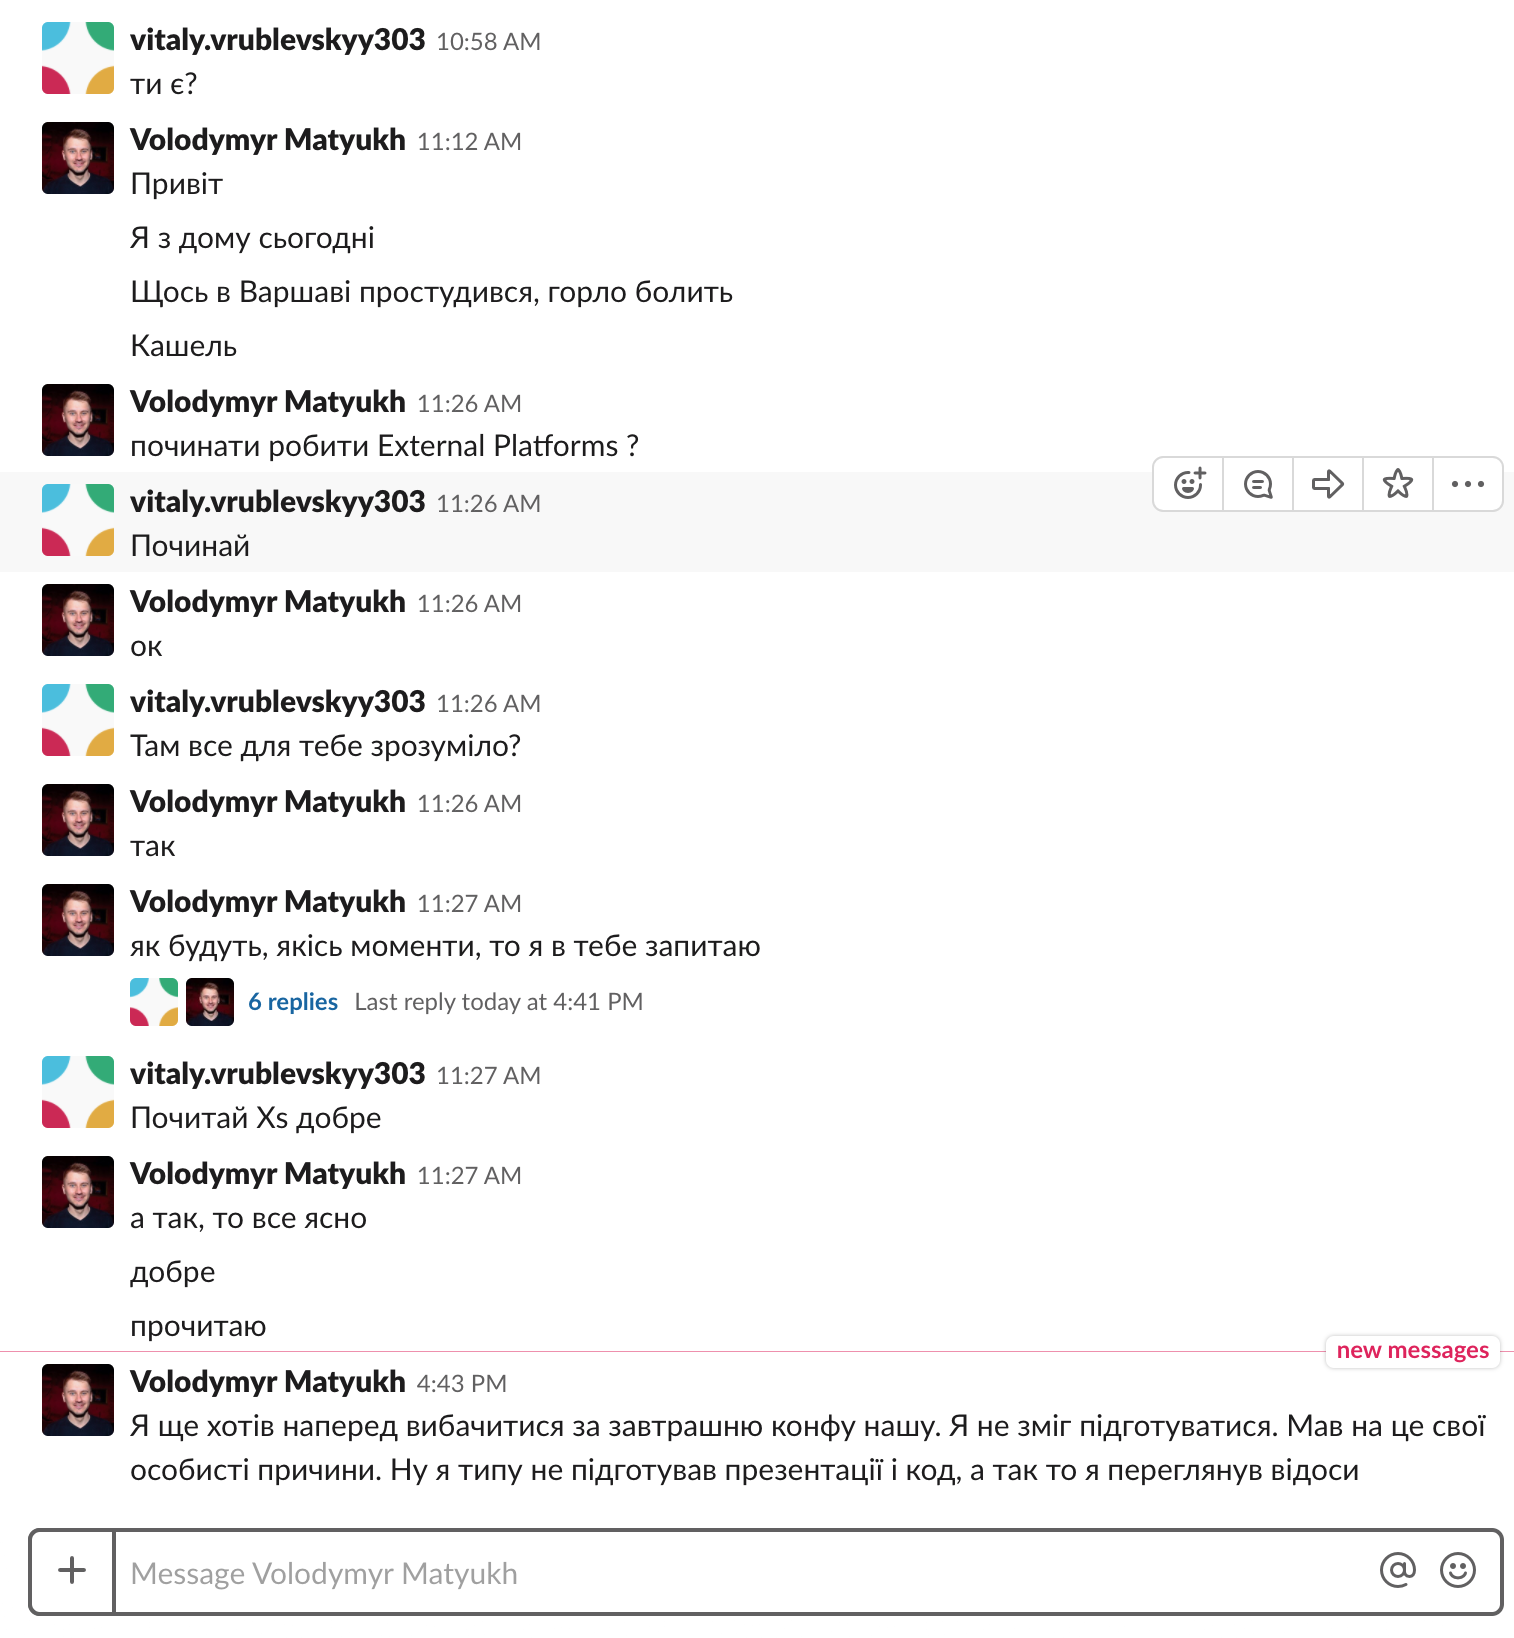 vitaly.vrublevskyy303 10:58 AM
ти є?
Volodymyr Matyukh 11:12 AM
Привіт
Я з дому сьогодні
Щось в Варшаві простудився, горло болить
Кашель
Volodymyr Matyukh 11:26 AM
починати робити External Platforms ?
vitaly.vrublevskyy303 11:26 AM
Починай
Volodymyr Matyukh 11:26 AM
ок
vitaly.vrublevskyy303 11:26 AM
Там все для тебе зрозуміло?
Volodymyr Matyukh 11:26 AM
так
Volodymyr Matyukh 11:27 AM
як будуть, якісь моменти, то я в тебе запитаю
6 replies Last reply today at 4:41 PM
vitaly.vrublevskyy303 11:27 AM
Почитай Xs добре
Volodymyr Matyukh 11:27 AM
а так, то все ясно
добре
прочитаю
new messages
Volodymyr Matyukh 4:43 PM
Я ще хотів наперед вибачитися за завтрашню конфу нашу. Я не зміг підготуватися. Мав на це свої
особисті причини. Ну я типу не підготував презентації і код, а так то я переглянув відоси
Message Volodymyr Matyukh